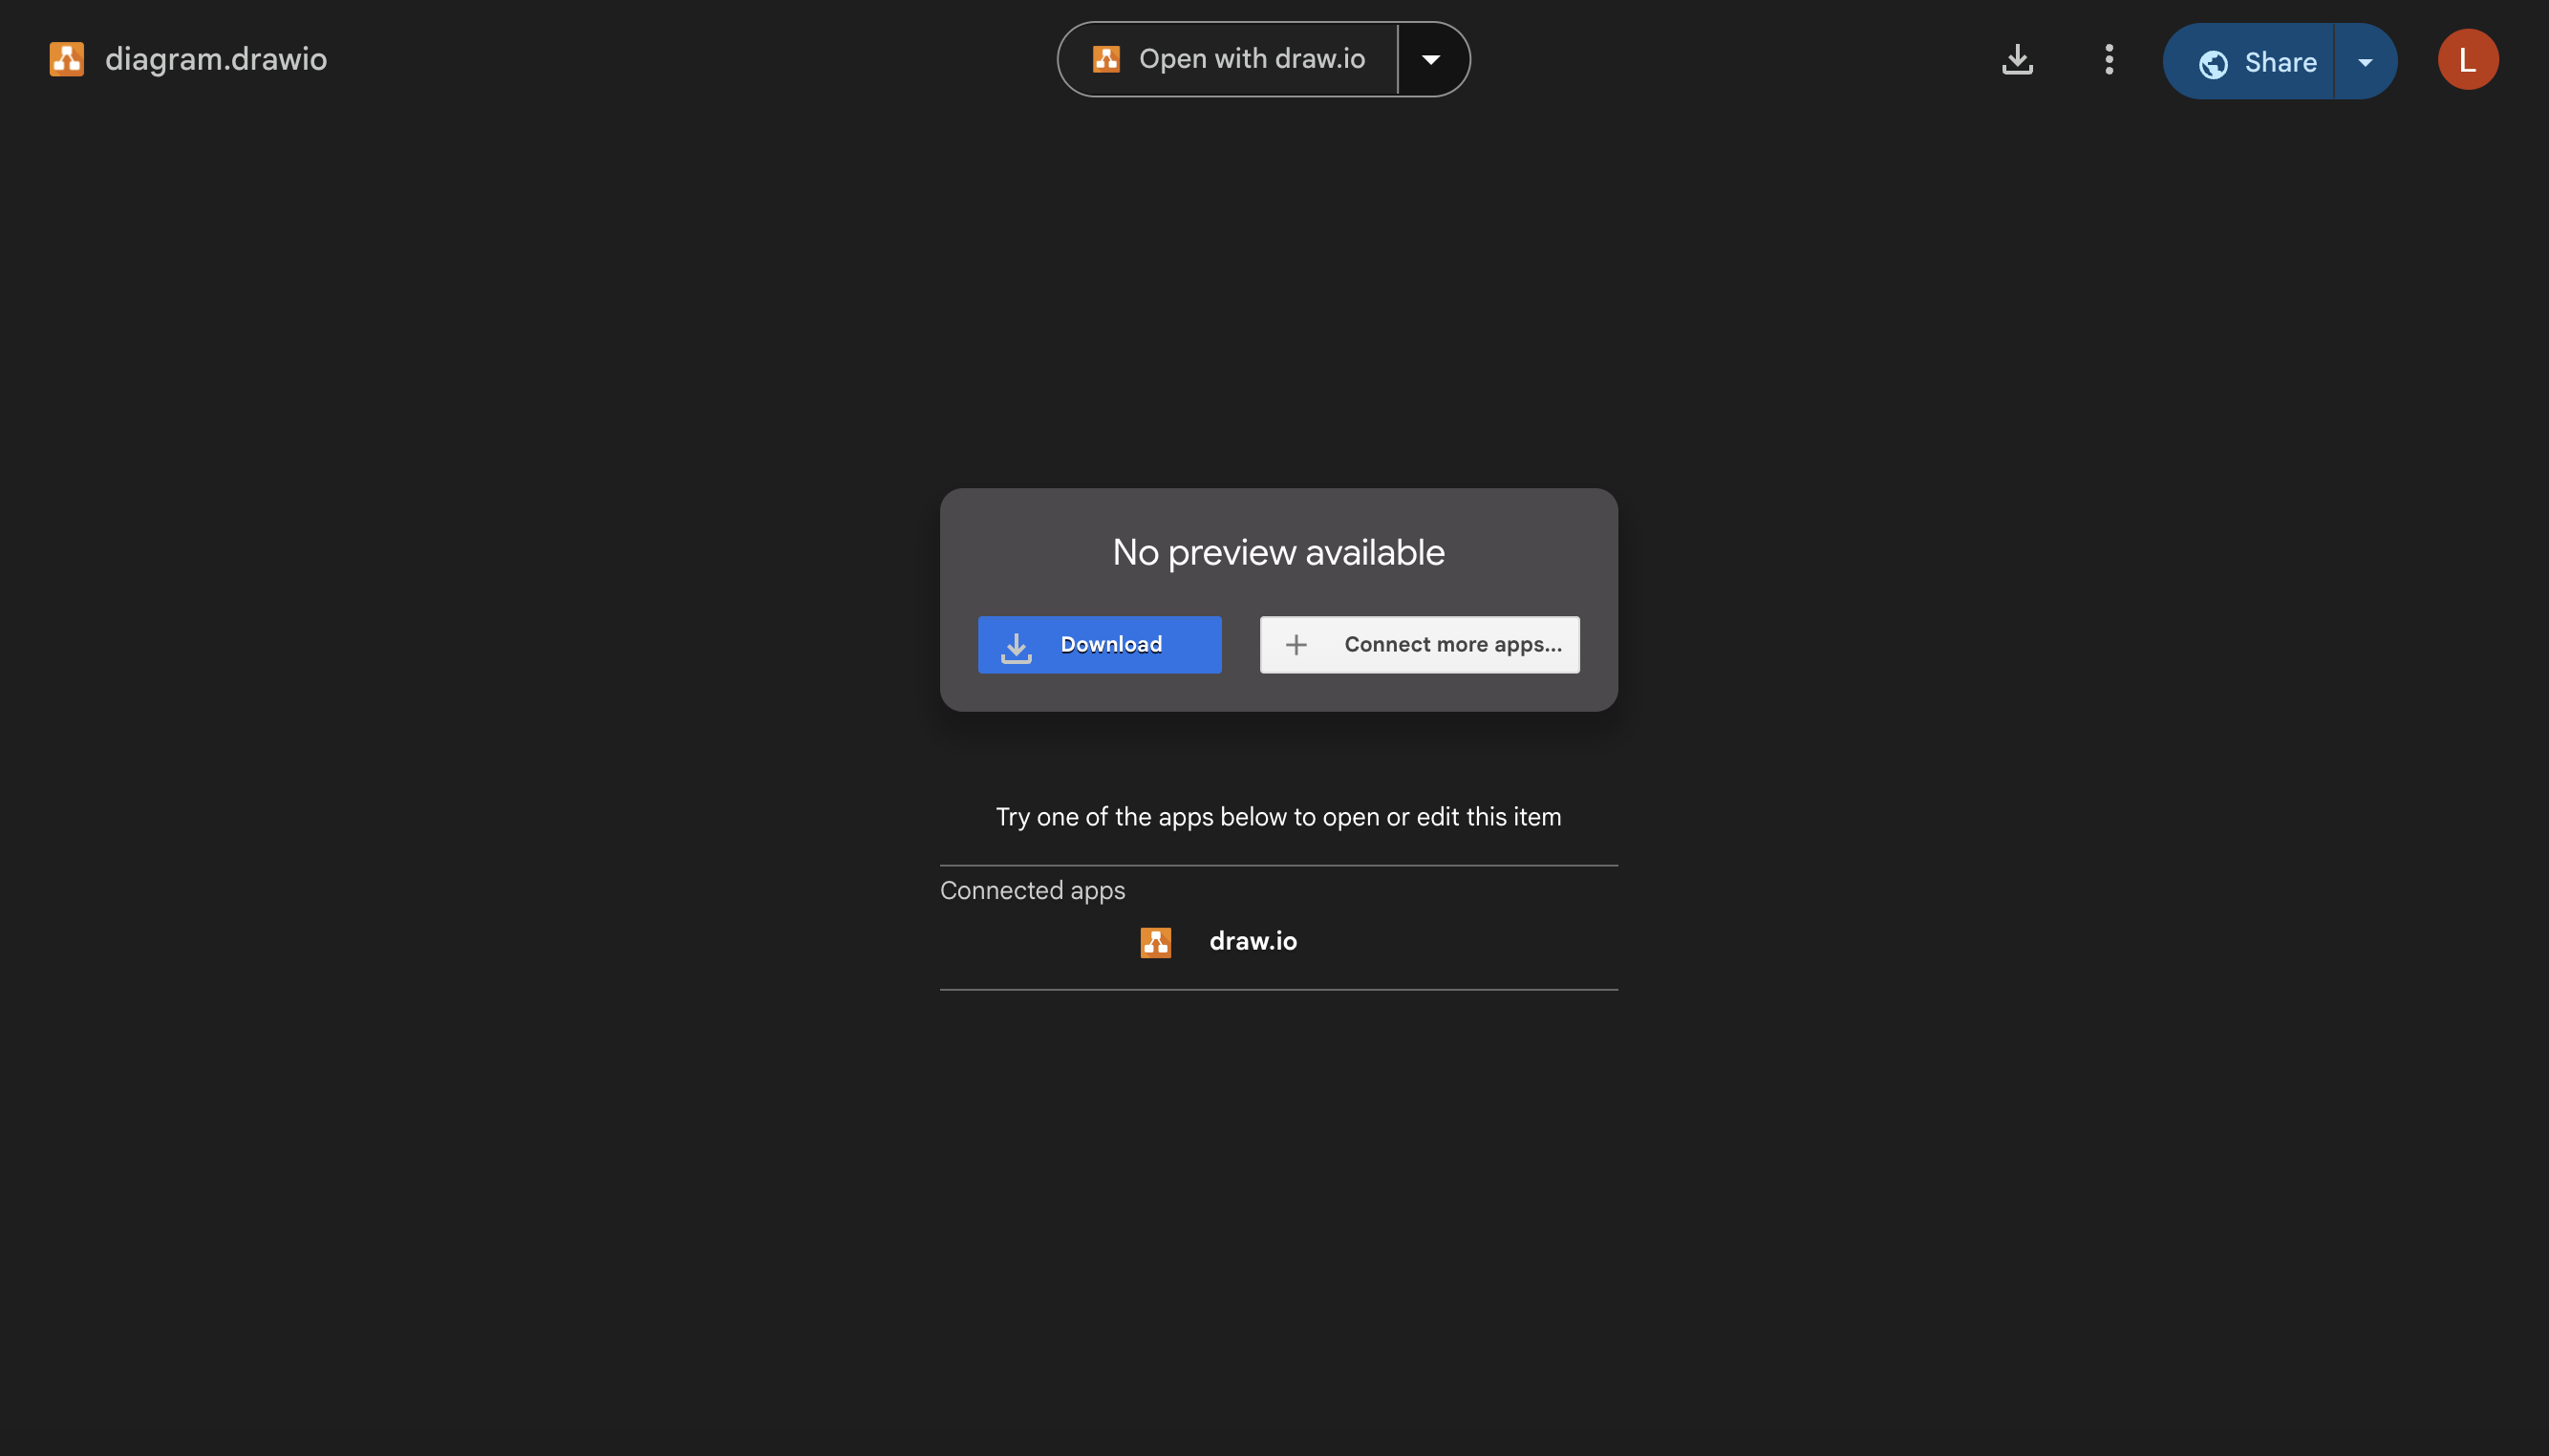 diagram.drawio
Open with draw.io
Share
L
No preview available
Download
Connect more apps...
Try one of the apps below to open or edit this item
Connected apps
draw.io